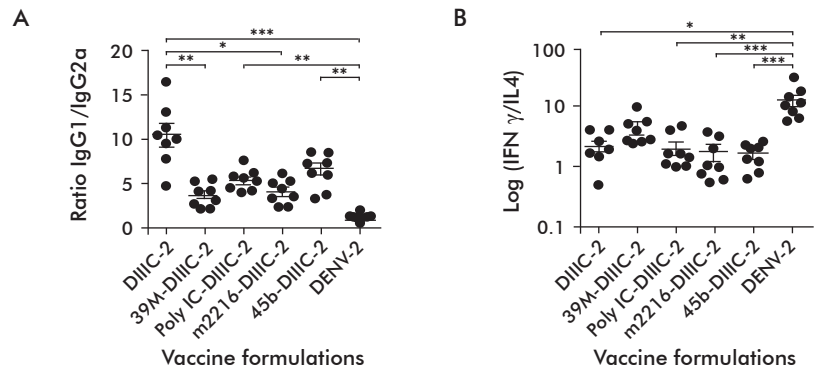 A
Ratio IgG1/IgG2a
20
15
10
5
0
***
*
** **
**
DIIIC-2
39M-DIIIC-2
Poly IC-DIIIC-2
m2216-DIIIC-2
45b-DIIIC-2
DENV-2
Vaccine formulations
B
Log (IFN γ/IL4)
100
10
1
0.1
*
**
***
***
DIIIC-2
39M-DIIIC-2
Poly IC-DIIIC-2
m2216-DIIIC-2
45b-DIIIC-2
DENV-2
Vaccine formulations